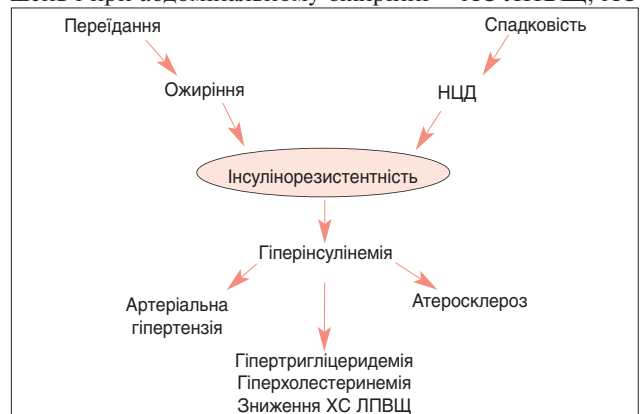 Переїдання Спадковість
Ожиріння НЦД
Інсулінорезистентність
Гіперінсулінемія
Артеріальна
гіпертензія
Атеросклероз
Гіпертригліцеридемія
Гіперхолестеринемія
Зниження ХС ЛПВЩ